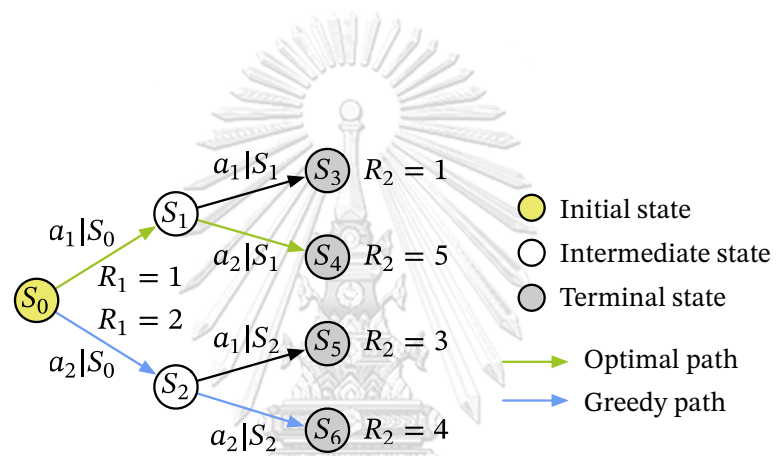 a₁|S₁
S₃ R₂ = 1
S₁
Initial state
a₁|S₀
a₂|S₁
S₄ R₂ = 5
Intermediate state
R₁ = 1
S₀
Terminal state
R₁ = 2
a₁|S₂
S₅ R₂ = 3
a₂|S₀
Optimal path
S₂
Greedy path
a₂|S₂
S₆ R₂ = 4